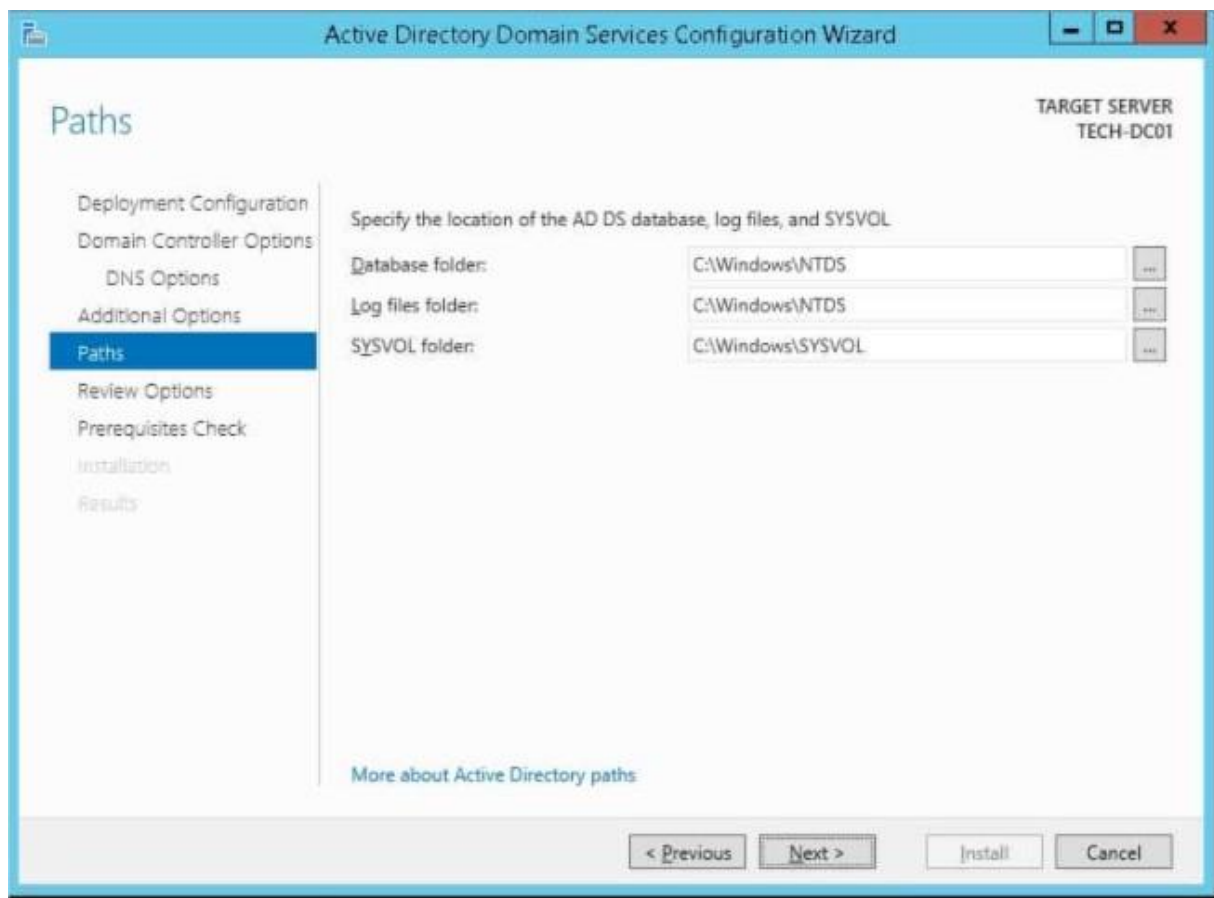 Active Directory Domain Services Configuration Wizard
Paths
TARGET SERVER
TECH-DC01
Deployment Configuration
Domain Controller Options
DNS Options
Additional Options
Paths
Review Options
Prerequisites Check
Installation
Results
Specify the location of the AD DS database, log files, and SYSVOL
Database folder: C:\Windows\NTDS ...
Log files folder: C:\Windows\NTDS ...
SYSVOL folder: C:\Windows\SYSVOL ...
More about Active Directory paths
< Previous Next > Install Cancel